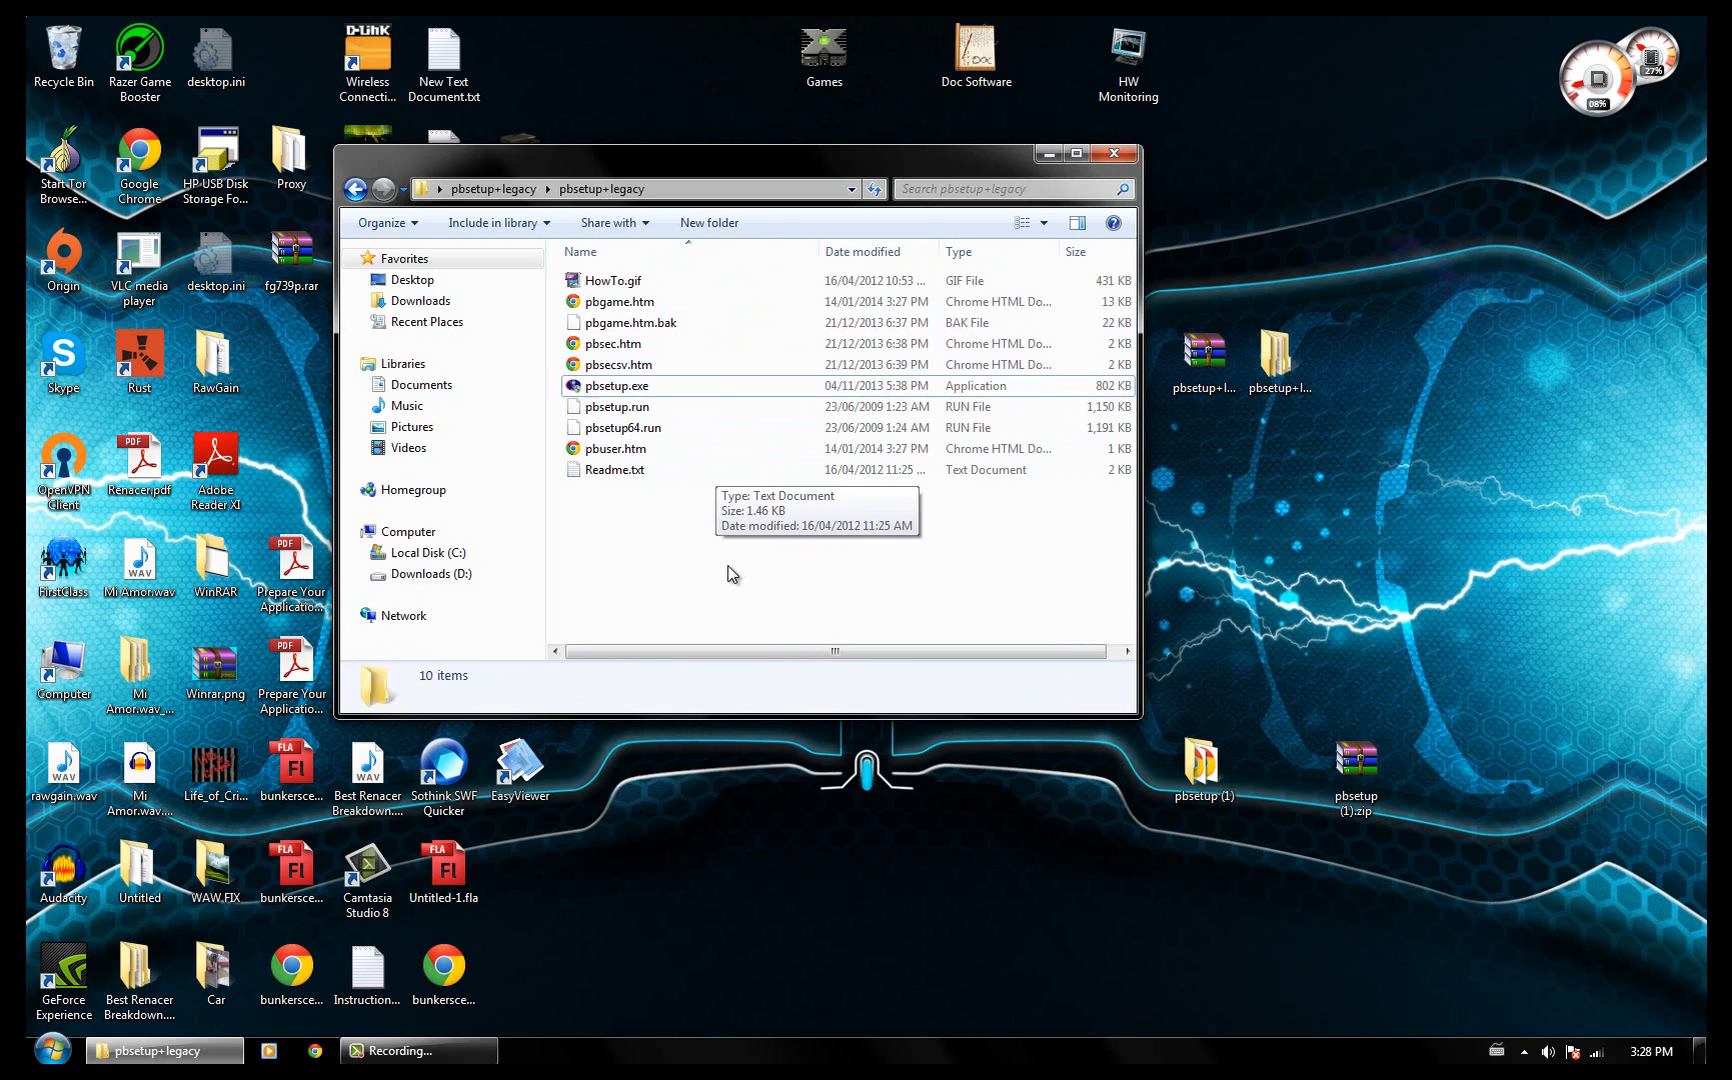 Recycle Bin
Razer Game
Booster
desktop.ini
D-Link
Wireless
Connecti...
New Text
Document.txt
Games
DOC
Doc Software
HW
Monitoring
27%
08%
Start Tor
Browse...
Google
Chrome
HP USB Disk
Storage Fo...
Proxy
Origin
VLC media
player
desktop.ini
fg739p.rar
Skype
Rust
RawGain
OpenVPN
Client
PDF
Renacer.pdf
Adobe
Reader XI
FirstClass
WAV
Mi Amor.wav
WinRAR
PDF
Prepare Your
Applicatio...
Computer
Mi
Amor.wav_...
Winrar.png
PDF
Prepare Your
Applicatio...
WAV
rawgain.wav
Mi
Amor.wav....
Life_of_Cri...
FLA
Fl
bunkersce...
WAV
Best Renacer
Breakdown....
Sothink SWF
Quicker
EasyViewer
Audacity
Untitled
WAW FIX
FLA
Fl
bunkersce...
Camtasia
Studio 8
FLA
Fl
Untitled-1.fla
GeForce
Experience
Best Renacer
Breakdown....
Car
bunkersce...
Instruction...
bunkersce...
pbsetup+legacy
pbsetup+legacy
Search pbsetup+legacy
Organize
Include in library
Share with
New folder
Favorites
Desktop
Downloads
Recent Places
Libraries
Documents
Music
Pictures
Videos
Homegroup
Computer
Local Disk (C:)
Downloads (D:)
Network
Name Date modified Type Size
HowTo.gif 16/04/2012 10:53 ... GIF File 431 KB
pbgame.htm 14/01/2014 3:27 PM Chrome HTML Do... 13 KB
pbgame.htm.bak 21/12/2013 6:37 PM BAK File 22 KB
pbsec.htm 21/12/2013 6:38 PM Chrome HTML Do... 2 KB
pbsecsv.htm 21/12/2013 6:39 PM Chrome HTML Do... 2 KB
pbsetup.exe 04/11/2013 5:38 PM Application 802 KB
pbsetup.run 23/06/2009 1:23 AM RUN File 1,150 KB
pbsetup64.run 23/06/2009 1:24 AM RUN File 1,191 KB
pbuser.htm 14/01/2014 3:27 PM Chrome HTML Do... 1 KB
Readme.txt 16/04/2012 11:25 ... Text Document 2 KB
Type: Text Document
Size: 1.46 KB
Date modified: 16/04/2012 11:25 AM
10 items
pbsetup+l...
pbsetup+l...
pbsetup (1)
pbsetup
(1).zip
pbsetup+legacy
Recording...
3:28 PM